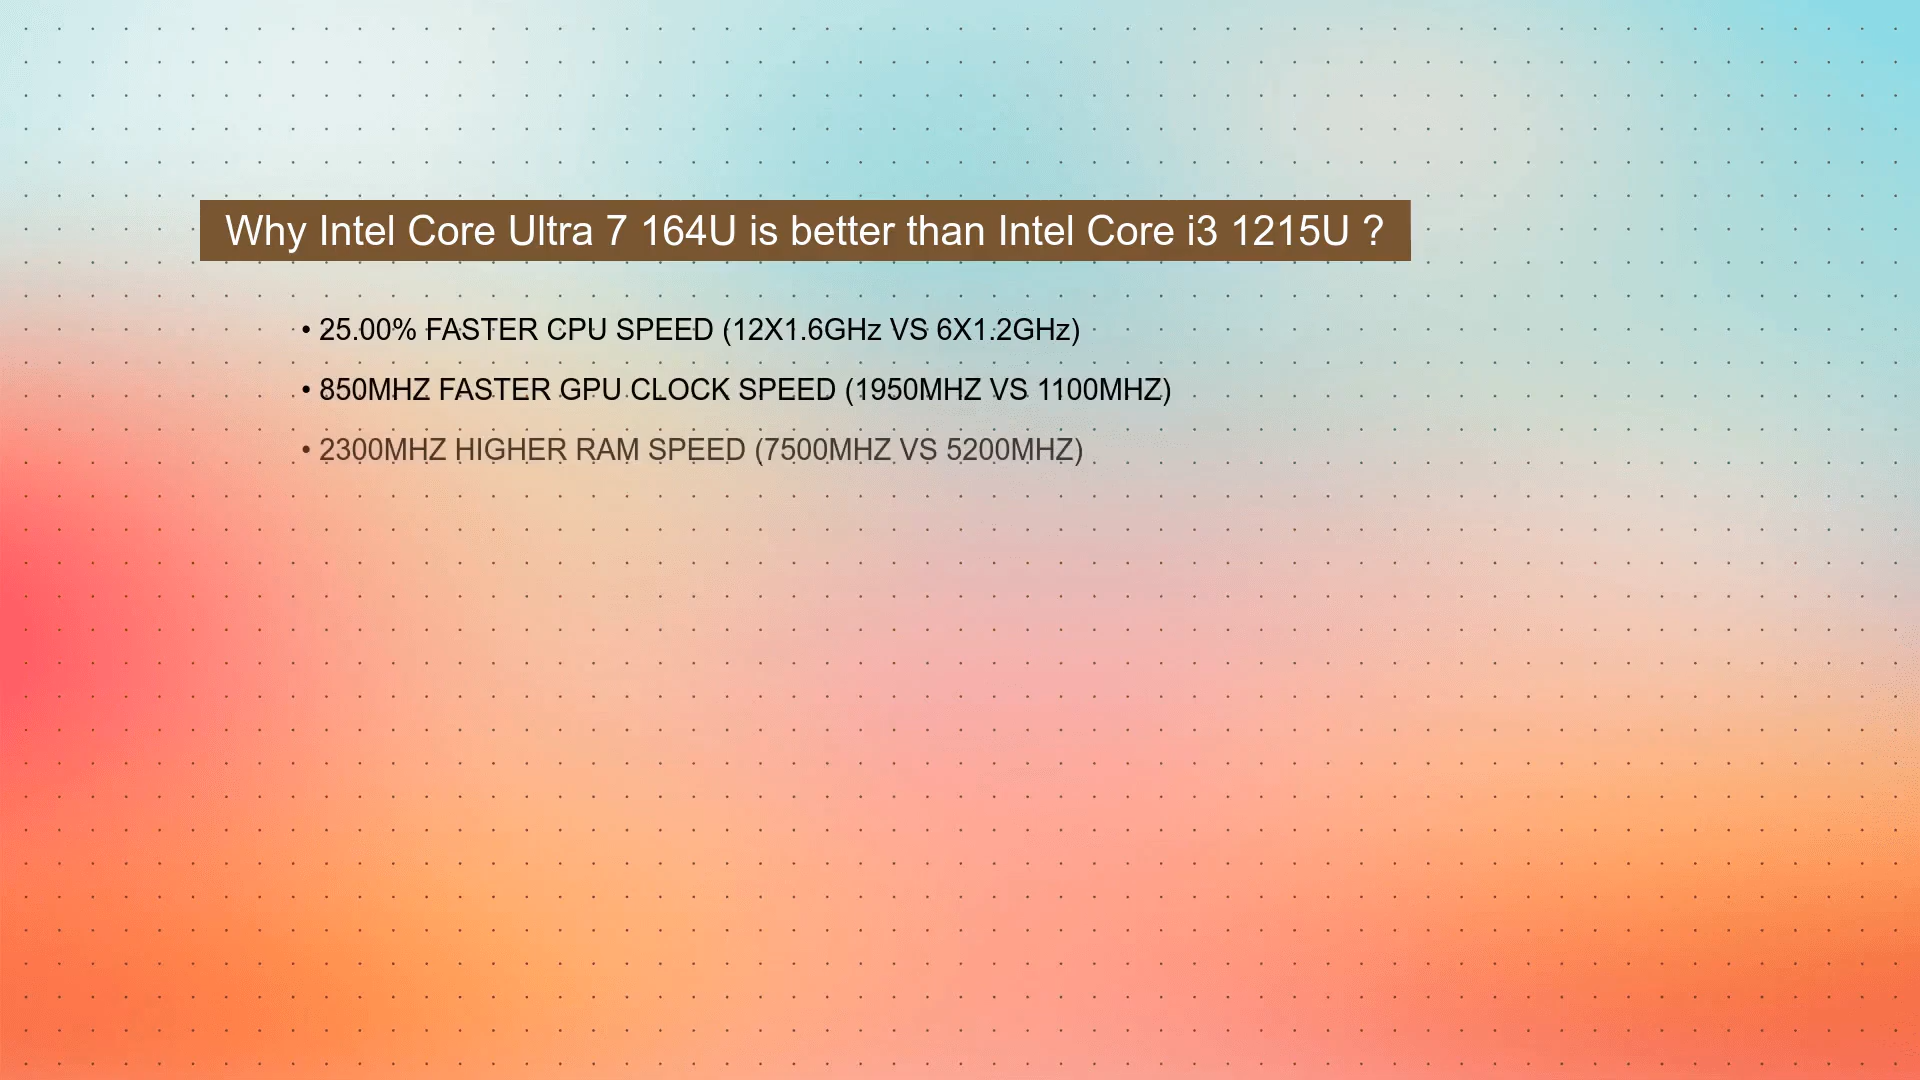 Why Intel Core Ultra 7 164U is better than Intel Core i3 1215U ?
• 25.00% FASTER CPU SPEED (12X1.6GHz VS 6X1.2GHz)
• 850MHZ FASTER GPU CLOCK SPEED (1950MHZ VS 1100MHZ)
• 2300MHZ HIGHER RAM SPEED (7500MHZ VS 5200MHZ)